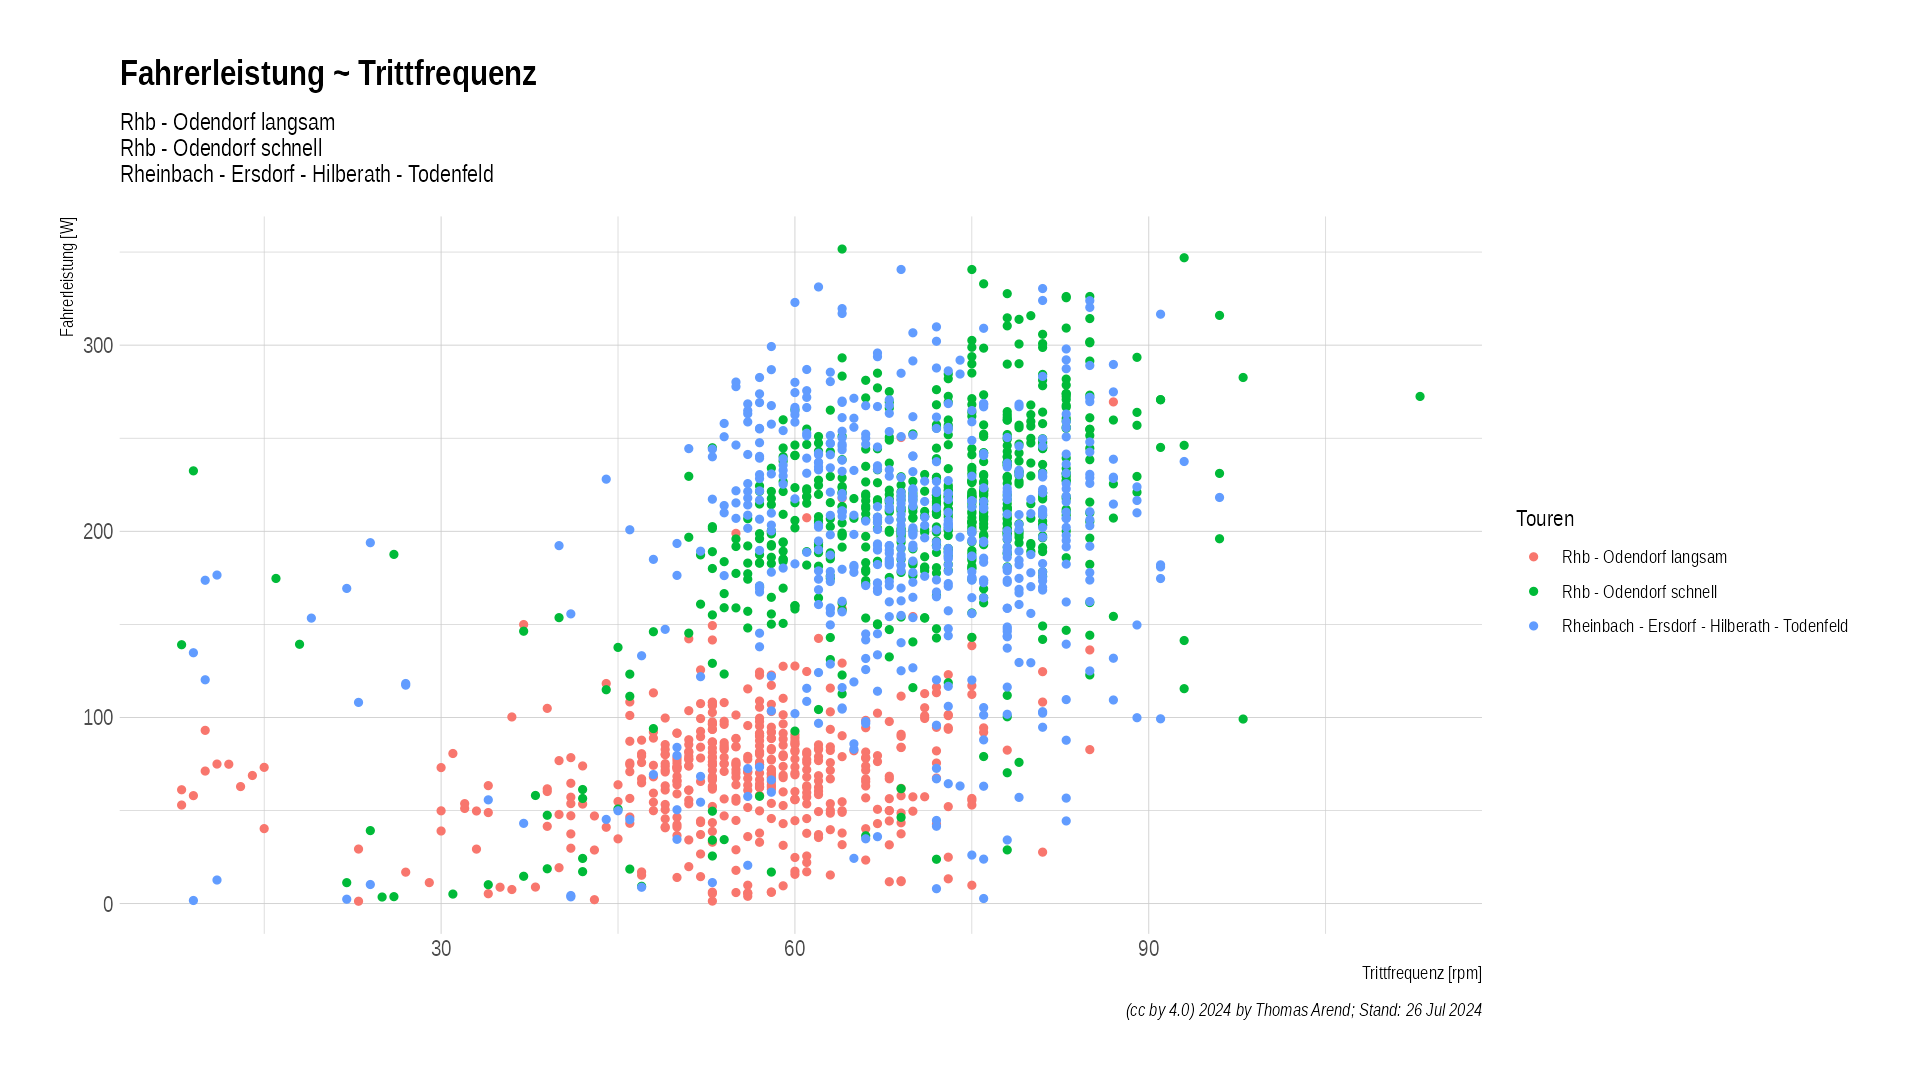 Fahrerleistung ~ Trittfrequenz
Rhb - Odendorf langsam
Rhb - Odendorf schnell
Rheinbach - Ersdorf - Hilberath - Todenfeld
Fahrerleistung [W]
300
200
100
0
30
60
90
Trittfrequenz [rpm]
Touren
Rhb - Odendorf langsam
Rhb - Odendorf schnell
Rheinbach - Ersdorf - Hilberath - Todenfeld
(cc by 4.0) 2024 by Thomas Arend; Stand: 26 Jul 2024